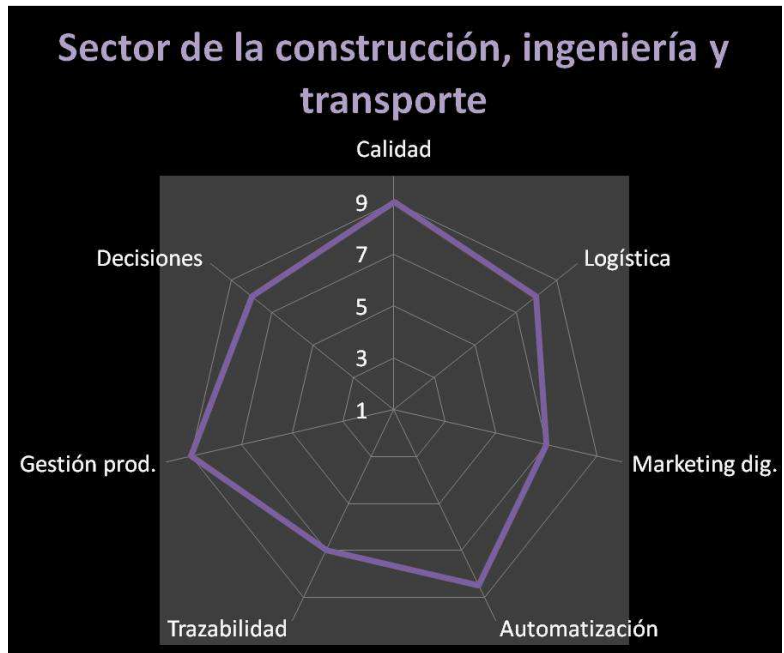 Sector de la construcción, ingeniería y
transporte
Calidad
9
Decisiones
Logística
7
5
3
1
Gestión prod.
Marketing dig.
Trazabilidad
Automatización